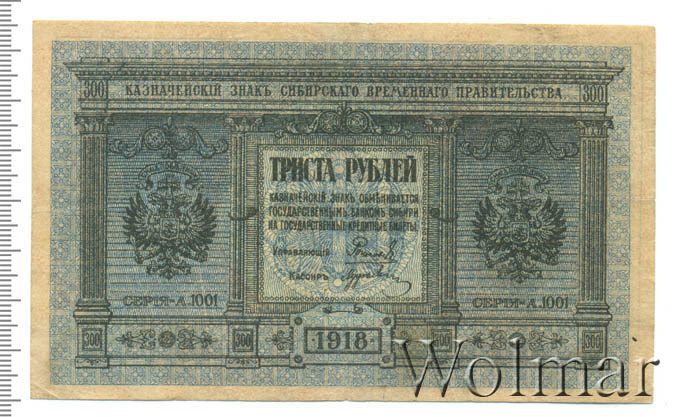 300 КАЗНАЧЕЙСКІЙ ЗНАКЪ СИБИРСКАГО ВРЕМЕННАГО ПРАВИТЕЛЬСТВА 300
ТРИСТА РУБЛЕЙ
КАЗНАЧЕЙСКІЙ ЗНАКЪ ОБМѢНИВАЕТСЯ
ГОСУДАРСТВЕННЫМЪ БАНКОМЪ СИБИРИ
НА ГОСУДАРСТВЕННЫЕ КРЕДИТНЫЕ БИЛЕТЫ
Управляющій
Кассиръ
СЕРІЯ-А.1001 СЕРІЯ-А.1001
300 300 1918 300 300
Wolmar